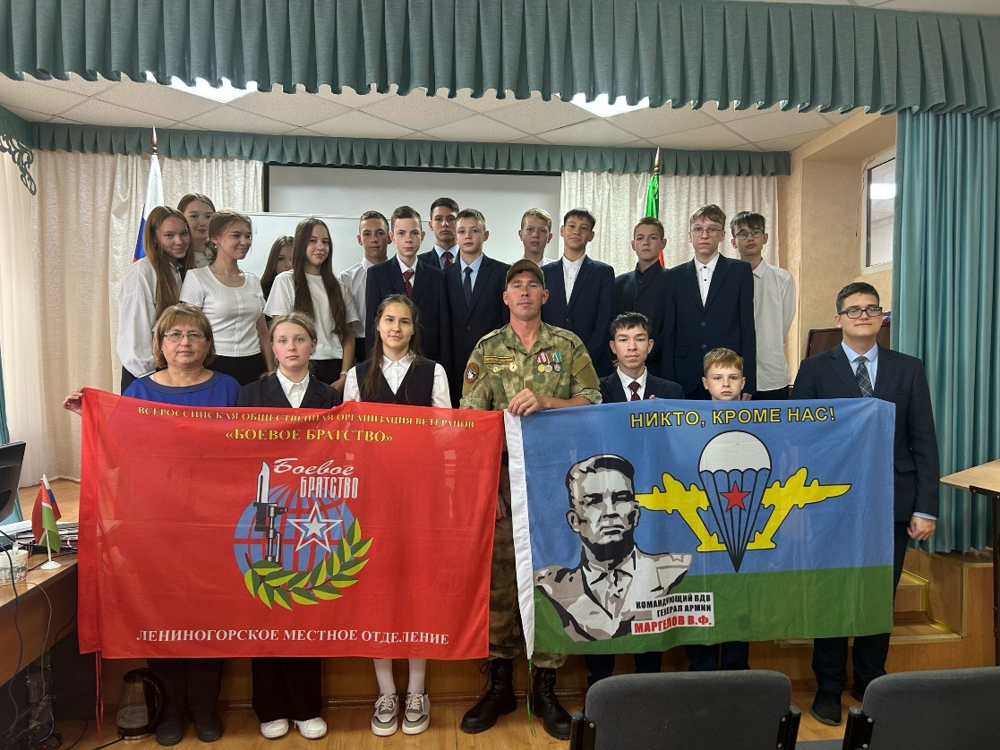 ВСЕРОССИЙСКАЯ ОБЩЕСТВЕННАЯ ОРГАНИЗАЦИЯ ВЕТЕРАНОВ
«БОЕВОЕ БРАТСТВО»
Боевое
БРАТСТВО
ЛЕНИНОГОРСКОЕ МЕСТНОЕ ОТДЕЛЕНИЕ
НИКТО, КРОМЕ НАС!
КОМАНДУЮЩИЙ ВДВ
ГЕНЕРАЛ АРМИИ
МАРГЕЛОВ В.Ф.